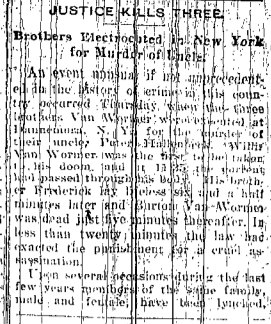 JUSTICE KILLS THREE.
Brothers Electrocuted in New York
for Murder of Uncle.
An event unusual if not unprecedent-
ed in the history of crime in this coun-
try occurred Thursday when the three
brothers Van Wormer were executed at
Dannemora, N. Y., for the murder of
their uncle, Peter Hallenbeck. Willis
Van Wormer was the first to be taken
to his doom, and at the current
had passed through his body. His broth-
er Frederick lay lifeless six and a half
minutes later and Burton Van Wormer
was dead just five minutes thereafter. In
less than twenty minutes the law had
exacted the punishment for a cruel as-
sassination.
Upon several occasions during the last
few years members of the same family,
male and female, have been lynched,